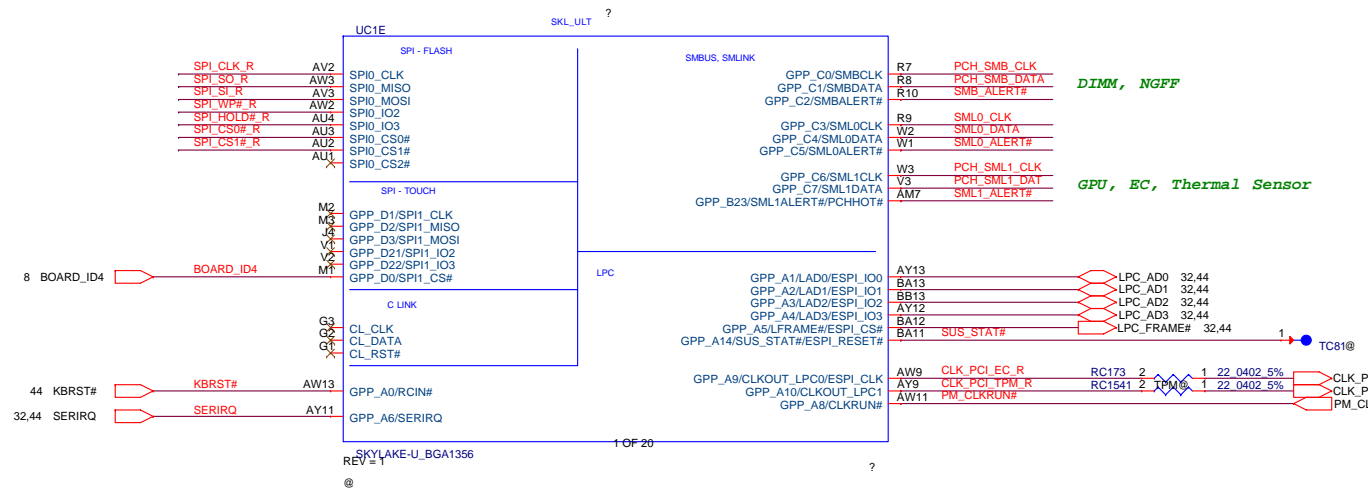 ?
SKL_ULT
UC1E
SPI - FLASH
SMBUS, SMLINK
SPI_CLK_R AV2 SPI0_CLK
SPI_SO_R AW3 SPI0_MISO
SPI_SI_R AV3 SPI0_MOSI
SPI_WP#_R AW2 SPI0_IO2
SPI_HOLD#_R AU4 SPI0_IO3
SPI_CS0#_R AU3 SPI0_CS0#
SPI_CS1#_R AU2 SPI0_CS1#
AU1 SPI0_CS2#
GPP_C0/SMBCLK R7 PCH_SMB_CLK
GPP_C1/SMBDATA R8 PCH_SMB_DATA
GPP_C2/SMBALERT# R10 SMB_ALERT#
DIMM, NGFF
GPP_C3/SML0CLK R9 SML0_CLK
GPP_C4/SML0DATA W2 SML0_DATA
GPP_C5/SML0ALERT# W1 SML0_ALERT#
GPP_C6/SML1CLK W3 PCH_SML1_CLK
GPP_C7/SML1DATA V3 PCH_SML1_DAT
GPP_B23/SML1ALERT#/PCHHOT# AM7 SML1_ALERT#
GPU, EC, Thermal Sensor
SPI - TOUCH
M2 GPP_D1/SPI1_CLK
M3 GPP_D2/SPI1_MISO
J4 GPP_D3/SPI1_MOSI
V1 GPP_D21/SPI1_IO2
V2 GPP_D22/SPI1_IO3
8 BOARD_ID4 BOARD_ID4 M1 GPP_D0/SPI1_CS#
LPC
C LINK
G3 CL_CLK
G2 CL_DATA
G1 CL_RST#
GPP_A1/LAD0/ESPI_IO0 AY13 LPC_AD0 32,44
GPP_A2/LAD1/ESPI_IO1 BA13 LPC_AD1 32,44
GPP_A3/LAD2/ESPI_IO2 BB13 LPC_AD2 32,44
GPP_A4/LAD3/ESPI_IO3 AY12 LPC_AD3 32,44
GPP_A5/LFRAME#/ESPI_CS# BA12 LPC_FRAME# 32,44
GPP_A14/SUS_STAT#/ESPI_RESET# BA11 SUS_STAT# 1 TC81@
44 KBRST# KBRST# AW13 GPP_A0/RCIN#
32,44 SERIRQ SERIRQ AY11 GPP_A6/SERIRQ
GPP_A9/CLKOUT_LPC0/ESPI_CLK AW9 CLK_PCI_EC_R RC173 2 1 22_0402_5% CLK_P
GPP_A10/CLKOUT_LPC1 AY9 CLK_PCI_TPM_R RC1541 2 TPM@ 1 22_0402_5% CLK_P
GPP_A8/CLKRUN# AW11 PM_CLKRUN# PM_CL
SKYLAKE-U_BGA1356
1 OF 20
REV = 1
?
@